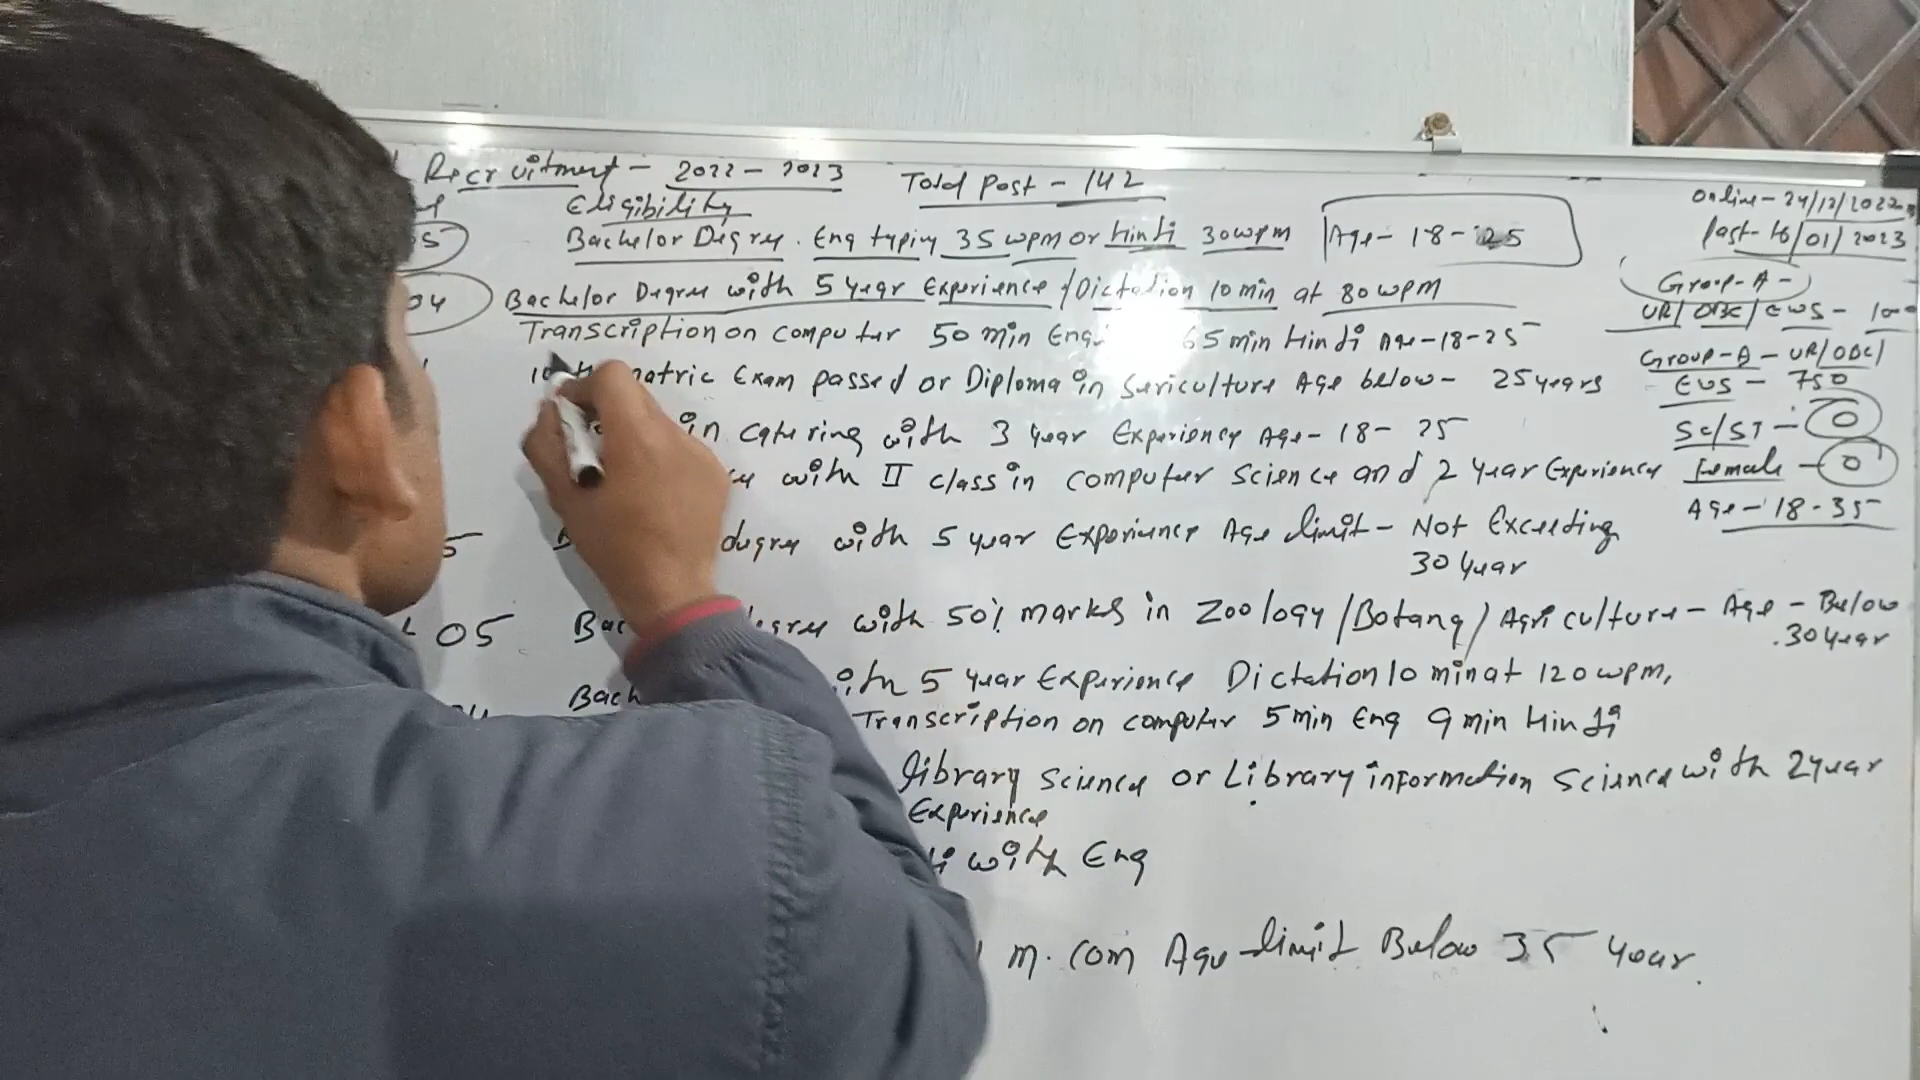 Recruitment - 2022 - 2023 Total Post - 142
Eligibility
05 Bachelor Degree. Eng typing 35 wpm or Hindi 30 wpm Age - 18 - 25
04 Bachelor Degree with 5 year Experience / Dictation 10 min at 80 wpm
Transcription on computer 50 min Eng 65 min Hindi Age - 18 - 25
matric Exam passed or Diploma in Sericulture Age below - 25 years
in catering with 3 year Experience Age - 18 - 25
with II class in computer science and 2 year Experience
degree with 5 year Experience Age limit - Not Exceeding
30 year
05 with 50% marks in Zoology / Botany / Agriculture - Age - Below
30 year
5 year Experience Dictation 10 min at 120 wpm,
Transcription on computer 5 min Eng 9 min Hindi
library science or Library information Science with 2 year
Experience
with Eng
m. com Age limit Below 35 year.
Online - 24/12/2022
last - 16/01/2023
Group - A -
UR/OBC/EWS - 1000
Group - A - UR/OBC/
EWS - 750
SC/ST - 0
Female - 0
Age - 18 - 35